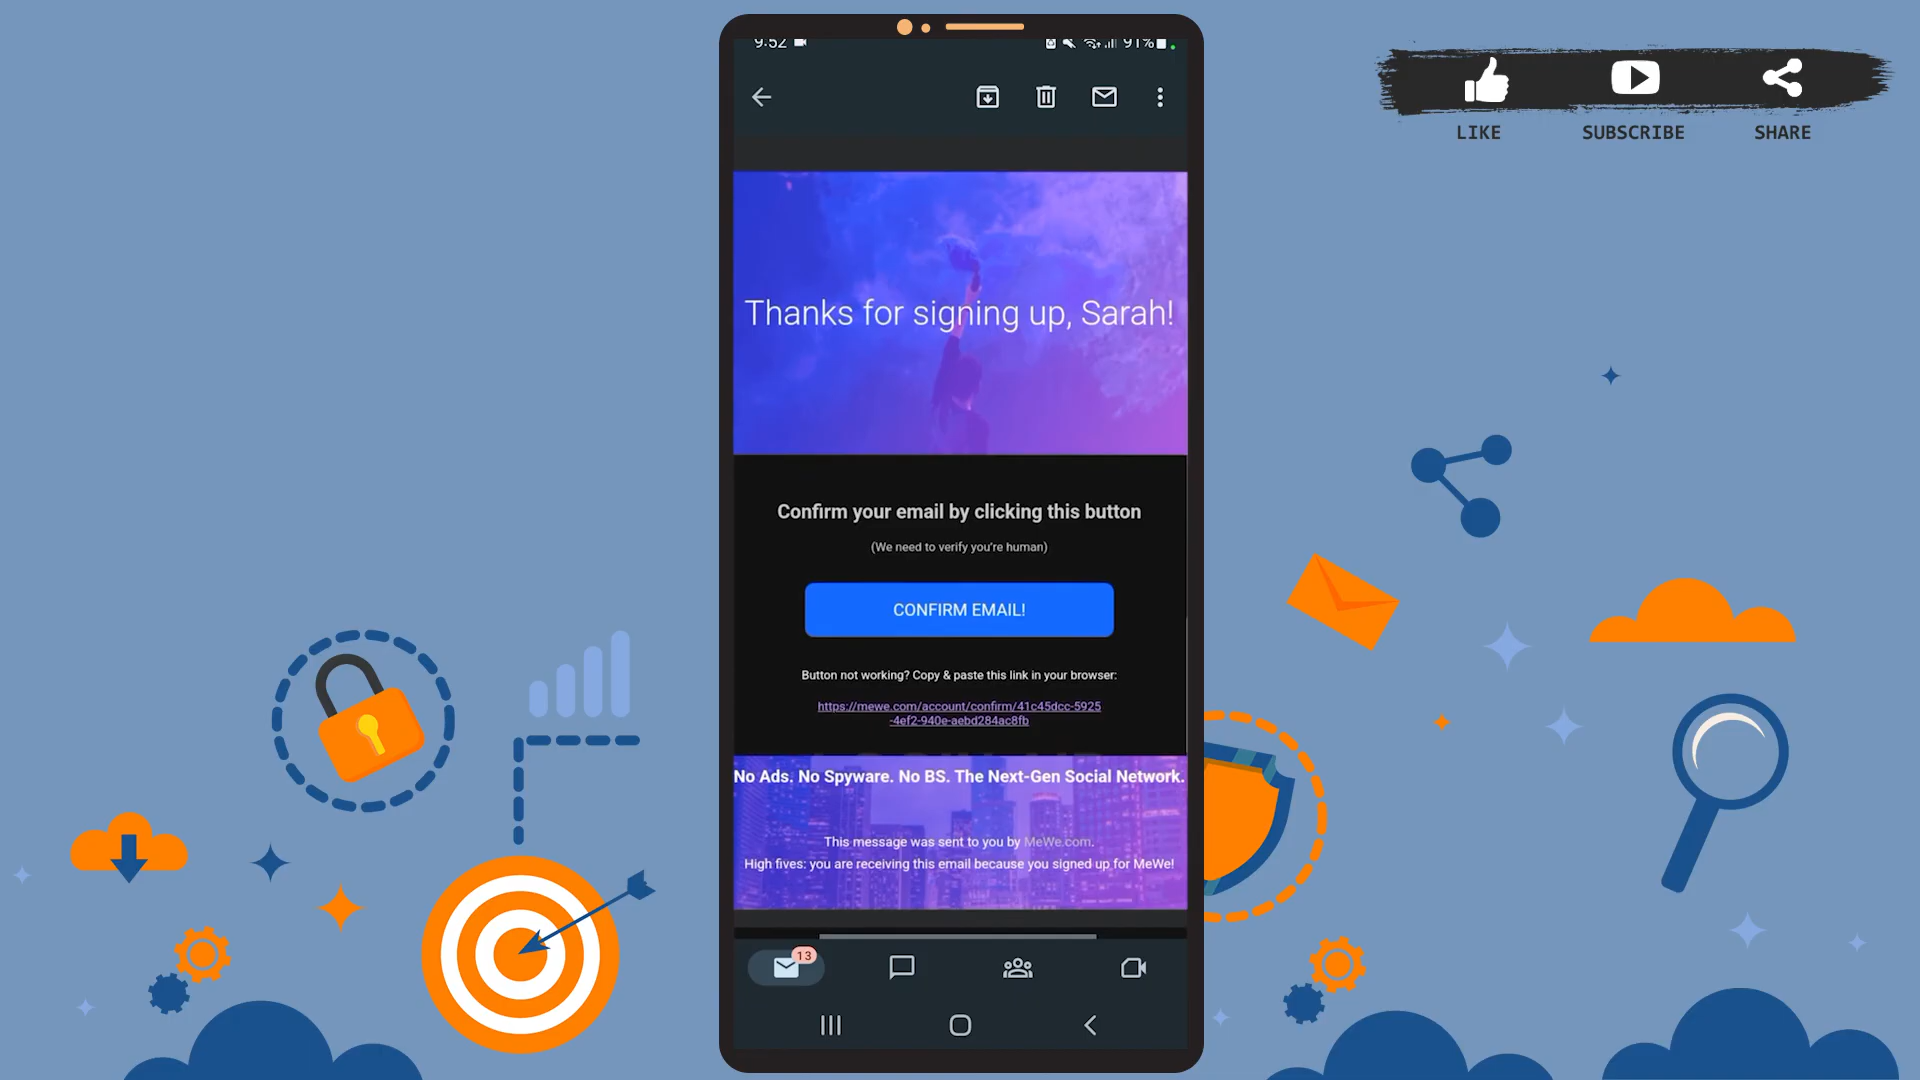 9:52
91%
LIKE
SUBSCRIBE
SHARE
Thanks for signing up, Sarah!
Confirm your email by clicking this button
(We need to verify you're human)
CONFIRM EMAIL!
Button not working? Copy & paste this link in your browser:
https://mewe.com/account/confirm/41c45dcc-5925
-4ef2-940e-aebd284ac8fb
No Ads. No Spyware. No BS. The Next-Gen Social Network.
This message was sent to you by MeWe.com.
High fives: you are receiving this email because you signed up for MeWe!
13